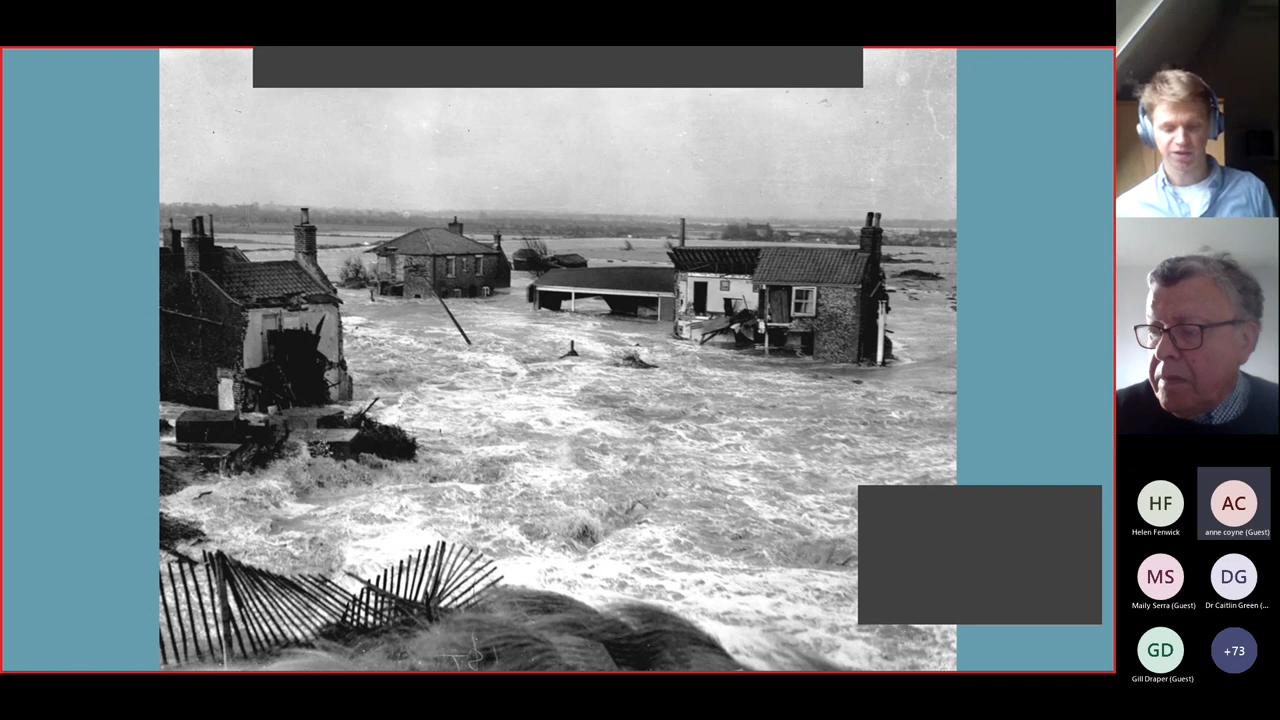 HF
AC
Helen Fenwick
anne coyne (Guest)
MS
DG
Maily Serra (Guest)
Dr Caitlin Green (...
GD
+73
Gill Draper (Guest)